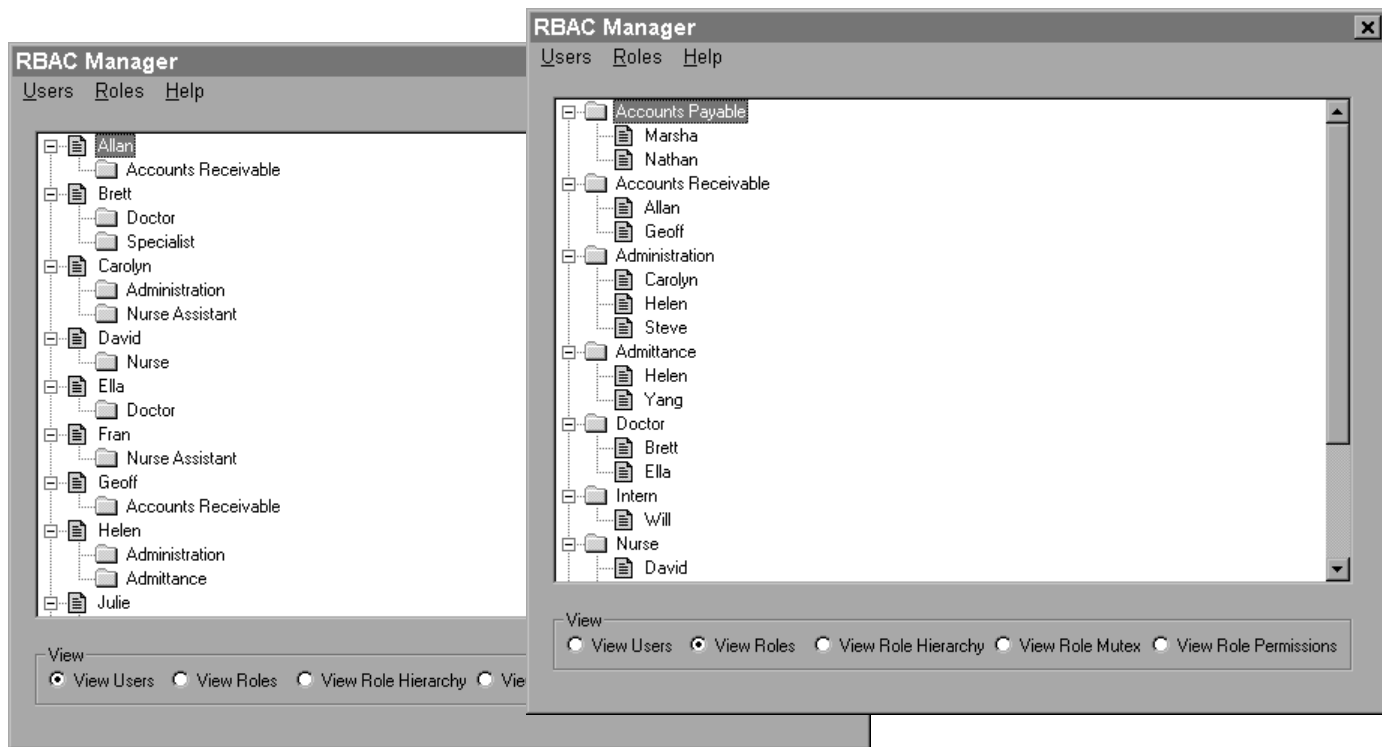 RBAC Manager
Users Roles Help
Allan
Accounts Receivable
Brett
Doctor
Specialist
Carolyn
Administration
Nurse Assistant
David
Nurse
Ella
Doctor
Fran
Nurse Assistant
Geoff
Accounts Receivable
Helen
Administration
Admittance
Julie
View
View Users View Roles View Role Hierarchy Vie
RBAC Manager
Users Roles Help
Accounts Payable
Marsha
Nathan
Accounts Receivable
Allan
Geoff
Administration
Carolyn
Helen
Steve
Admittance
Helen
Yang
Doctor
Brett
Ella
Intern
Will
Nurse
David
View
View Users View Roles View Role Hierarchy View Role Mutex View Role Permissions